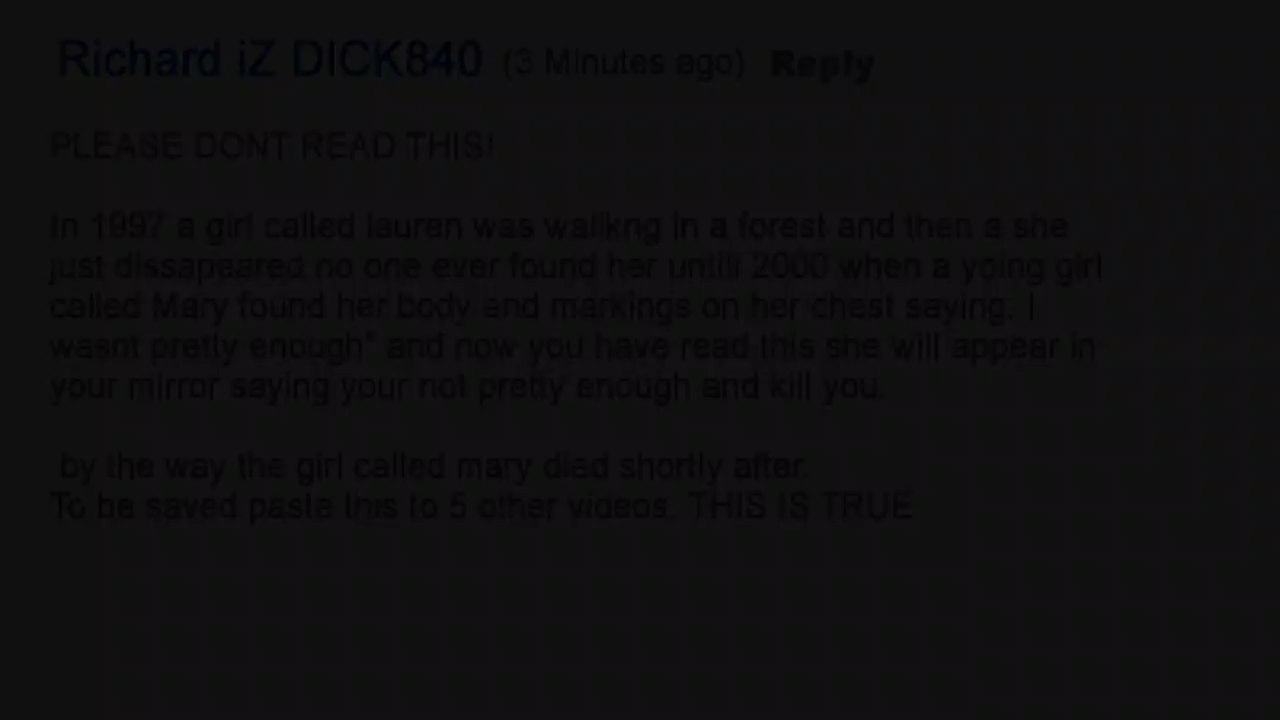 Richard iZ DICK840 (3 Minutes ago) Reply
PLEASE DONT READ THIS!
In 1997 a girl called lauren was walikng in a forest and then a she
just dissapeared no one ever found her untill 2000 when a yoing girl
called Mary found her body and markings on her chest saying. I
wasnt pretty enough" and now you have read this she will appear in
your mirror saying your not pretty enough and kill you.
by the way the girl called mary died shortly after.
To be saved paste this to 5 other videos. THIS IS TRUE